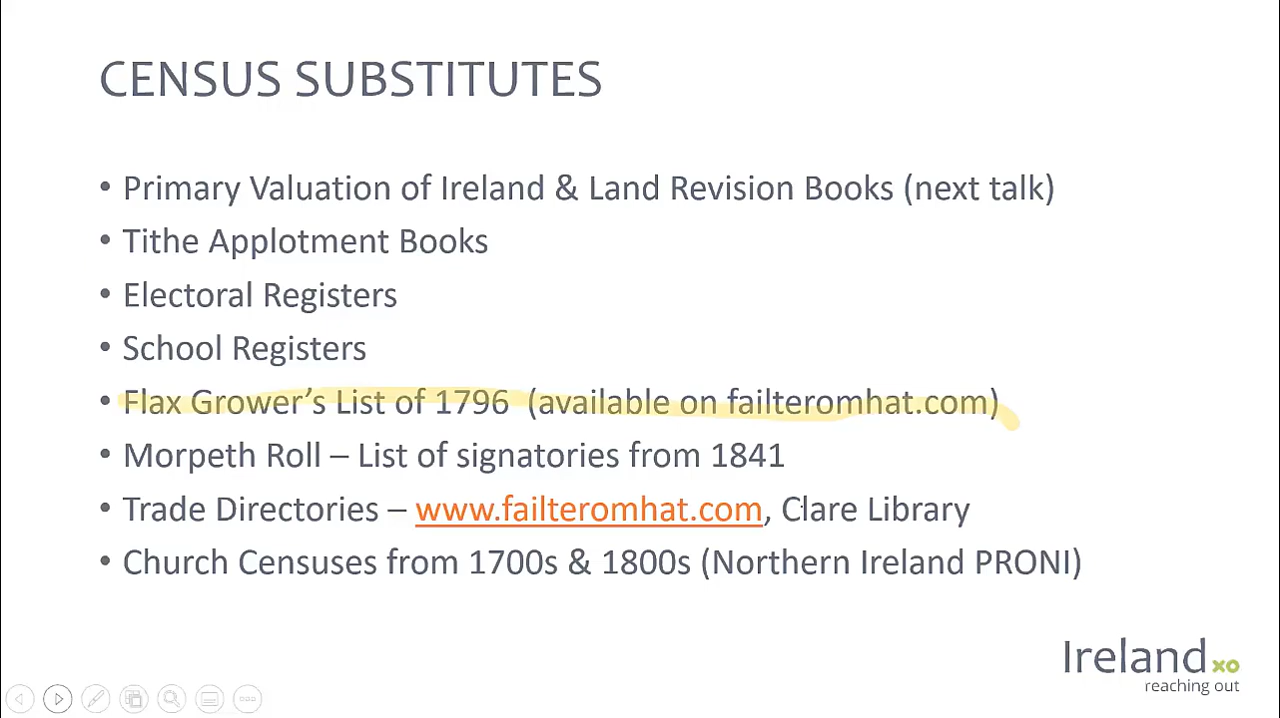 CENSUS SUBSTITUTES
• Primary Valuation of Ireland & Land Revision Books (next talk)
• Tithe Applotment Books
• Electoral Registers
• School Registers
• Flax Grower’s List of 1796 (available on failteromhat.com)
• Morpeth Roll – List of signatories from 1841
• Trade Directories – www.failteromhat.com, Clare Library
• Church Censuses from 1700s & 1800s (Northern Ireland PRONI)
Ireland xo
reaching out